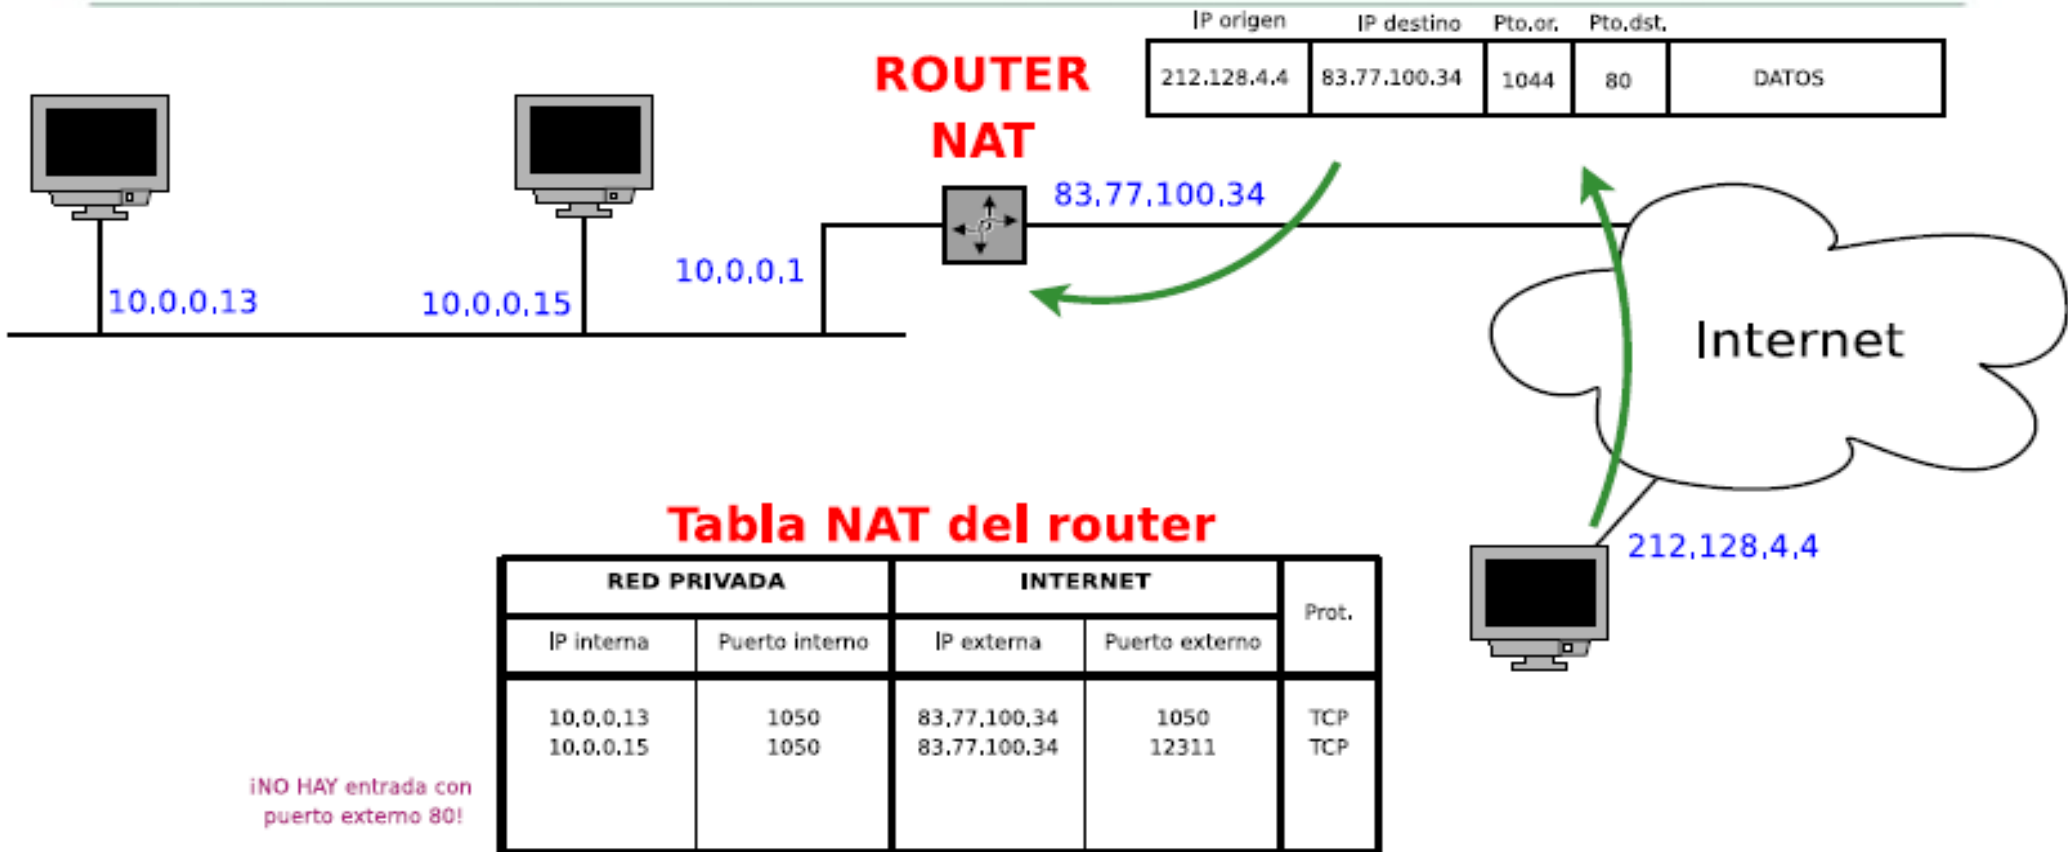 IP origen IP destino Pto.or. Pto.dst.
212.128.4.4 83.77.100.34 1044 80 DATOS
ROUTER
NAT
83.77.100.34
10.0.0.1
10.0.0.13
10.0.0.15
Internet
212.128.4.4
Tabla NAT del router
RED PRIVADA INTERNET Prot.
IP interna Puerto interno IP externa Puerto externo
10.0.0.13 1050 83.77.100.34 1050 TCP
10.0.0.15 1050 83.77.100.34 12311 TCP
¡NO HAY entrada con
puerto externo 80!